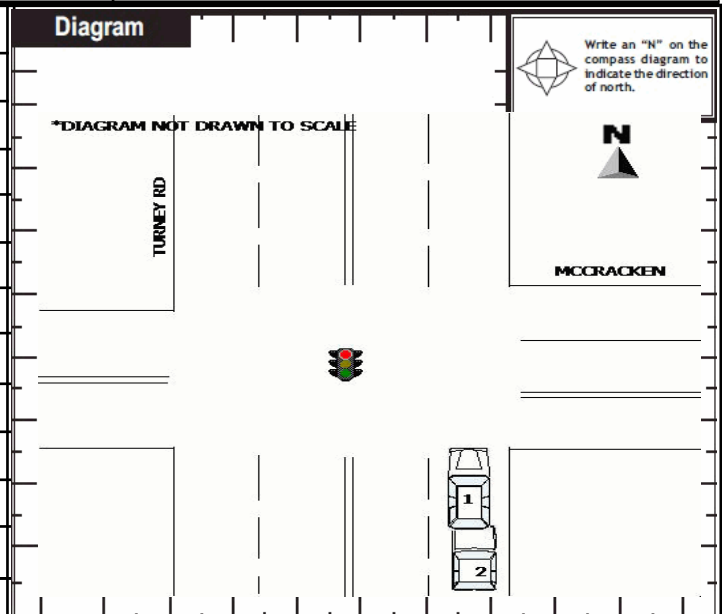 Diagram
Write an “N” on the
compass diagram to
indicate the direction
of north.
*DIAGRAM NOT DRAWN TO SCALE
N
TURNEY RD
MCCRACKEN
1
2